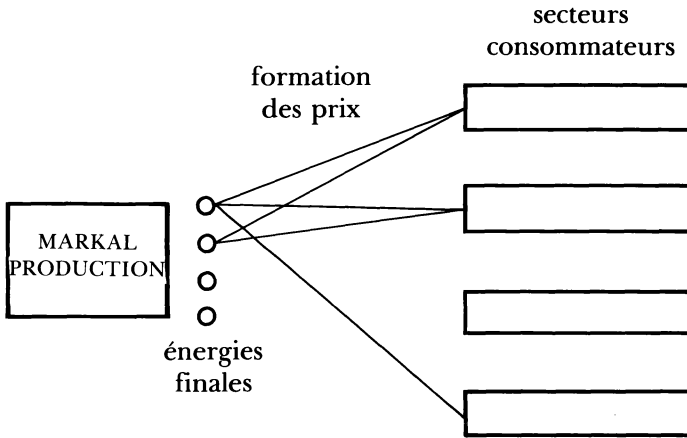 secteurs
consommateurs
formation
des prix
MARKAL
PRODUCTION
énergies
finales